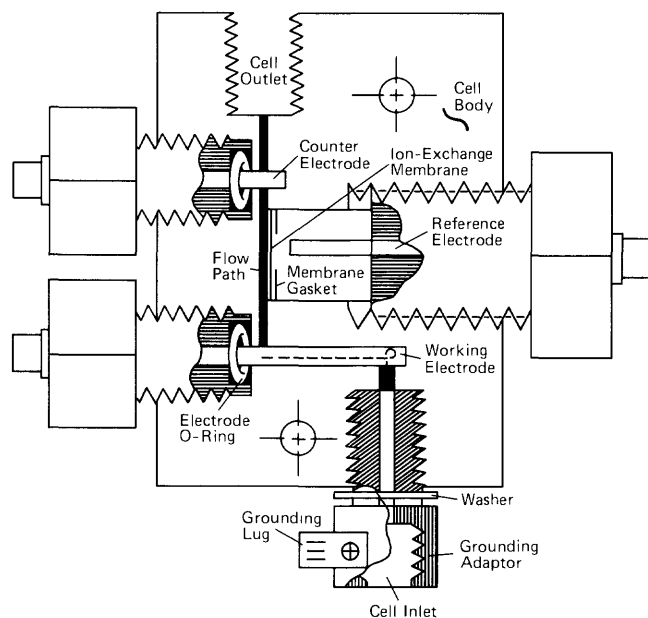 Cell
Outlet
Cell
Body
Counter
Electrode
Ion-Exchange
Membrane
Reference
Electrode
Flow
Path
Membrane
Gasket
Working
Electrode
Electrode
O-Ring
Washer
Grounding
Lug
Grounding
Adaptor
Cell Inlet